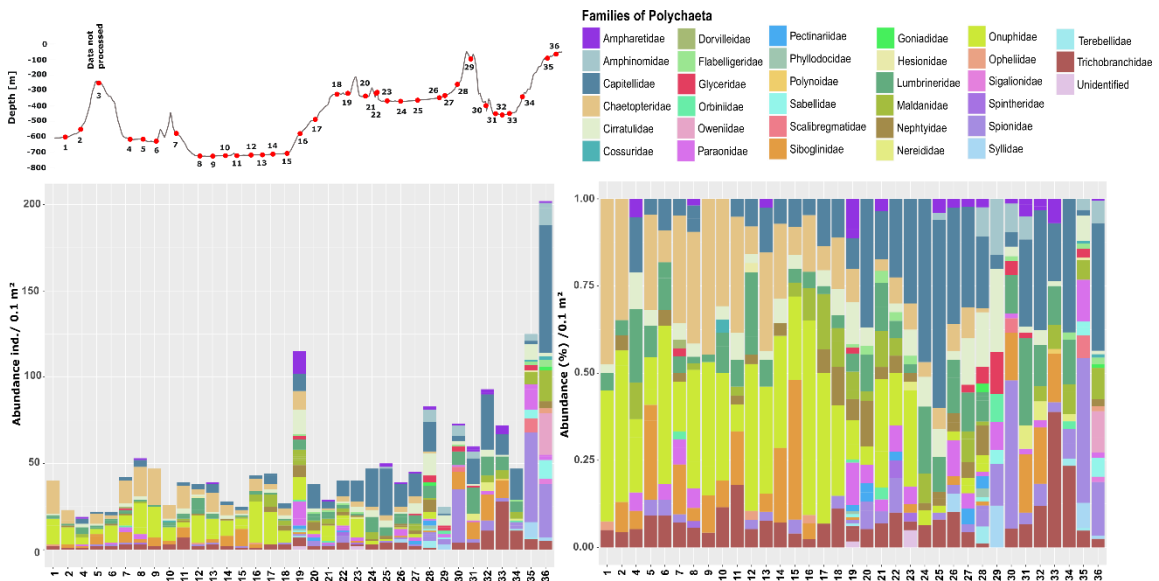 Families of Polychaeta
Ampharetidae
Amphinomidae
Capitellidae
Chaetopteridae
Cirratulidae
Cossuridae
Dorvilleidae
Flabelligeridae
Glyceridae
Orbiniidae
Oweniidae
Paraonidae
Pectinariidae
Phyllodocidae
Polynoidae
Sabellidae
Scalibregmatidae
Siboglinidae
Goniadidae
Hesionidae
Lumbrineridae
Maldanidae
Nephtyidae
Nereididae
Onuphidae
Opheliidae
Sigalionidae
Spintheridae
Spionidae
Syllidae
Terebellidae
Trichobranchidae
Unidentified
Depth [m]
0
-100
-200
-300
-400
-500
-600
-700
-800
Data not
processed
1
2
3
4
5
6
7
8
9
10
11
12
13
14
15
16
17
18
19
20
21
22
23
24
25
26
27
28
29
30
31
32
33
34
35
36
Abundance ind./ 0.1 m²
200
150
100
50
0
1 2 3 4 5 6 7 8 9 10 11 12 13 14 15 16 17 18 19 20 21 22 23 24 25 26 27 28 29 30 31 32 33 34 35 36
Abundance (%) /0.1 m²
1.00
0.75
0.50
0.25
0.00
1 2 3 4 5 6 7 8 9 10 11 12 13 14 15 16 17 18 19 20 21 22 23 24 25 26 27 28 29 30 31 32 33 34 35 36